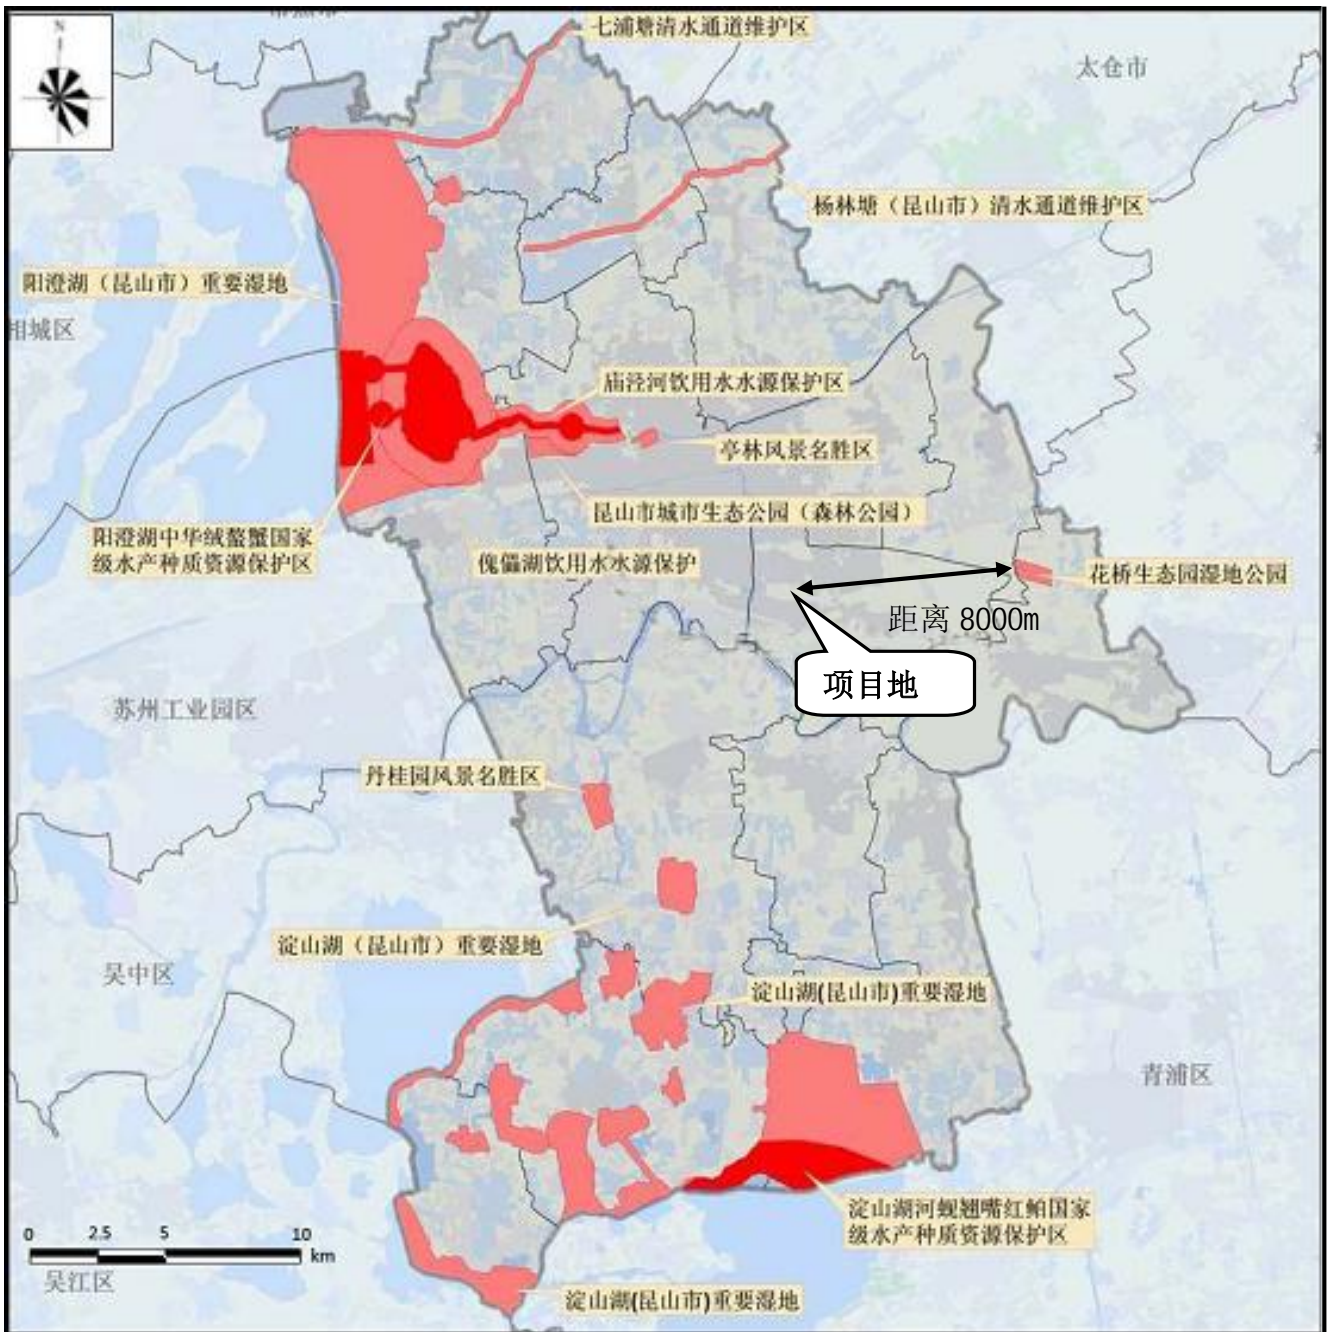 N
七浦塘清水通道维护区
太仓市
杨林塘（昆山市）清水通道维护区
阳澄湖（昆山市）重要湿地
相城区
庙泾河饮用水水源保护区
亭林风景名胜区
昆山市城市生态公园（森林公园）
阳澄湖中华绒螯蟹国家
级水产种质资源保护区
傀儡湖饮用水水源保护
花桥生态园湿地公园
距离 8000m
项目地
苏州工业园区
丹桂园风景名胜区
淀山湖（昆山市）重要湿地
吴中区
淀山湖(昆山市)重要湿地
青浦区
淀山湖河蚬翘嘴红鲌国家
级水产种质资源保护区
0 2.5 5 10
km
吴江区
淀山湖(昆山市)重要湿地